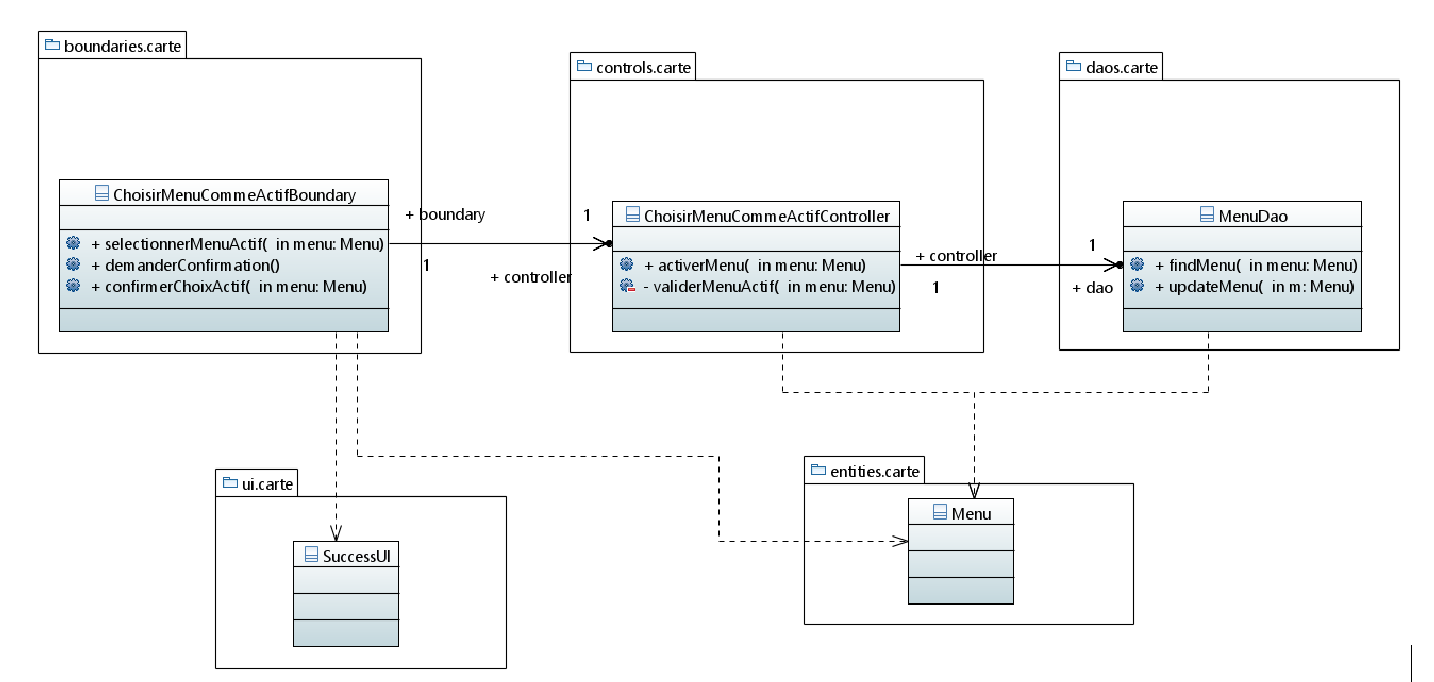 boundaries.carte
ChoisirMenuCommeActifBoundary
+ selectionnerMenuActif( in menu: Menu)
+ demanderConfirmation()
+ confirmerChoixActif( in menu: Menu)
+ boundary
1
1
+ controller
controls.carte
ChoisirMenuCommeActifController
+ activerMenu( in menu: Menu)
- validerMenuActif( in menu: Menu)
+ controller
1
1
+ dao
daos.carte
MenuDao
+ findMenu( in menu: Menu)
+ updateMenu( in m: Menu)
ui.carte
SuccessUI
entities.carte
Menu